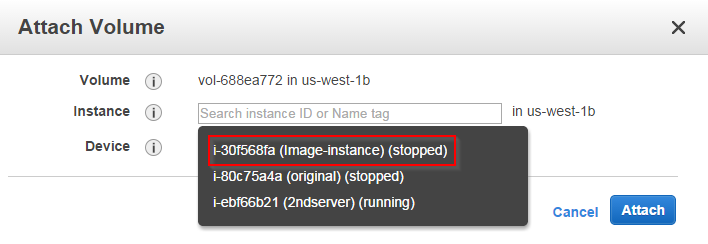 Attach Volume
Volume i vol-688ea772 in us-west-1b
Instance i Search instance ID or Name tag in us-west-1b
Device i
i-30f568fa (Image-instance) (stopped)
i-80c75a4a (original) (stopped)
i-ebf66b21 (2ndserver) (running)
Cancel Attach